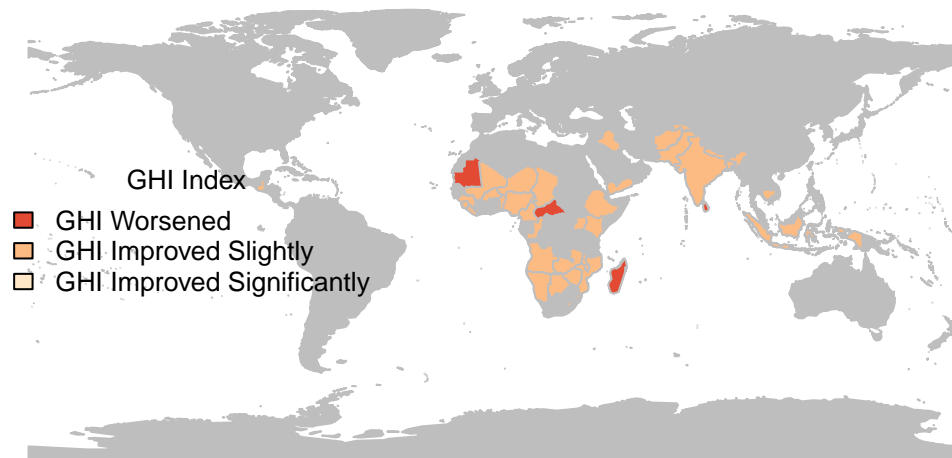 GHI Index
GHI Worsened
GHI Improved Slightly
GHI Improved Significantly